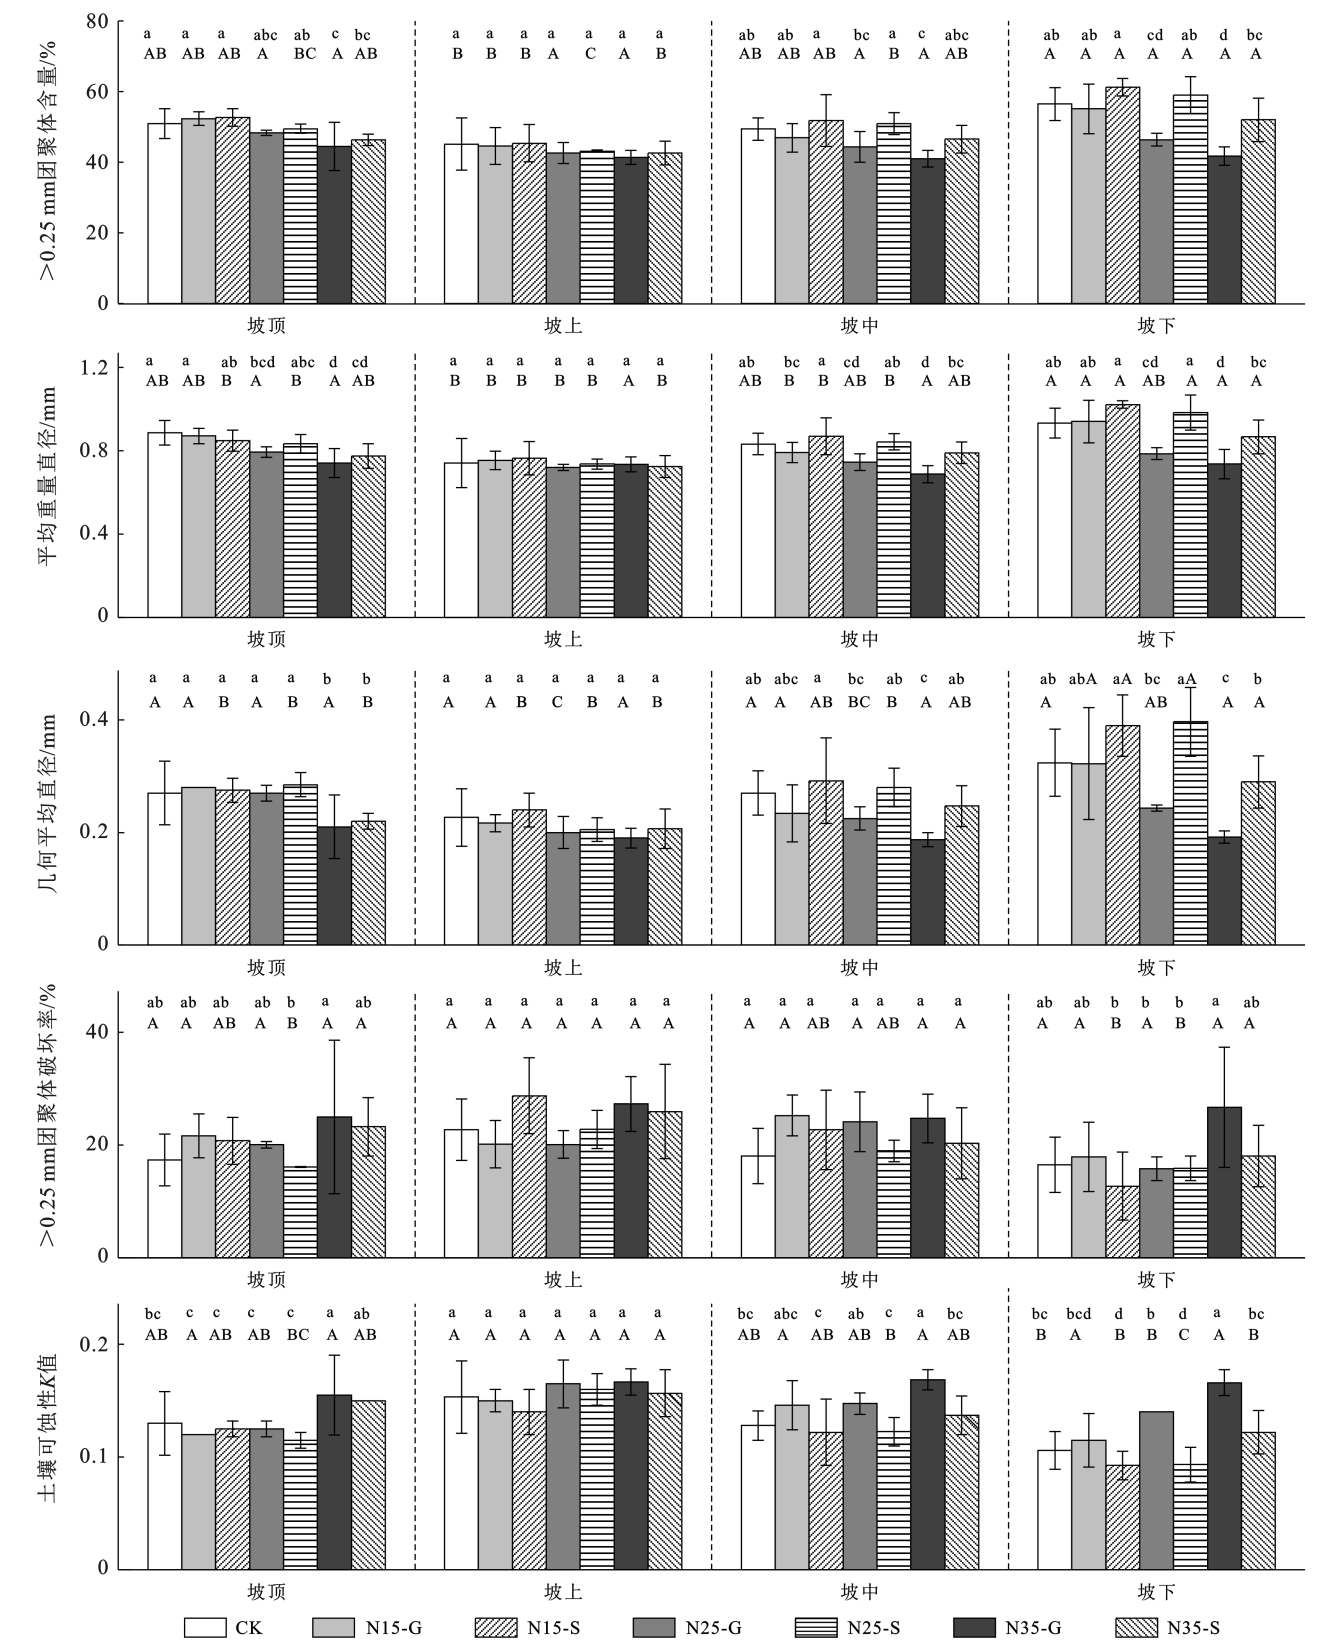 >0.25 mm团聚体含量/%
80
60
40
20
0
a a a abc ab c bc
AB AB AB A BC A AB
a a a a a a a
B B B A C A B
ab ab a bc a c abc
AB AB AB A B A AB
ab ab a cd ab d bc
A A A A A A A
坡顶 坡上 坡中 坡下
平均重量直径/mm
1.2
0.8
0.4
0
a a ab bcd abc d cd
AB AB B A B A AB
a a a a a a a
B B B B B A B
ab bc a cd ab d bc
AB B B AB B A AB
ab ab a cd a d bc
A A A AB A A A
坡顶 坡上 坡中 坡下
几何平均直径/mm
0.4
0.2
0
a a a a a b b
A A B A B A B
a a a a a a a
A A B C B A B
ab abc a bc ab c ab
A A AB BC B A AB
ab abA aA bc aA c b
A AB A A
坡顶 坡上 坡中 坡下
>0.25 mm团聚体破坏率/%
40
20
0
ab ab ab ab b a ab
A A AB A B A A
a a a a a a a
A A A A A A A
a a a a a a a
A A AB A AB A A
ab ab b b b a ab
A A B A B A A
坡顶 坡上 坡中 坡下
土壤可蚀性K值
0.2
0.1
0
bc c c c c a ab
AB A AB AB BC A AB
a a a a a a a
A A A A A A A
bc abc c ab c a bc
AB A AB AB B A AB
bc bcd d b d a bc
B A B B C A B
坡顶 坡上 坡中 坡下
CK N15-G N15-S N25-G N25-S N35-G N35-S